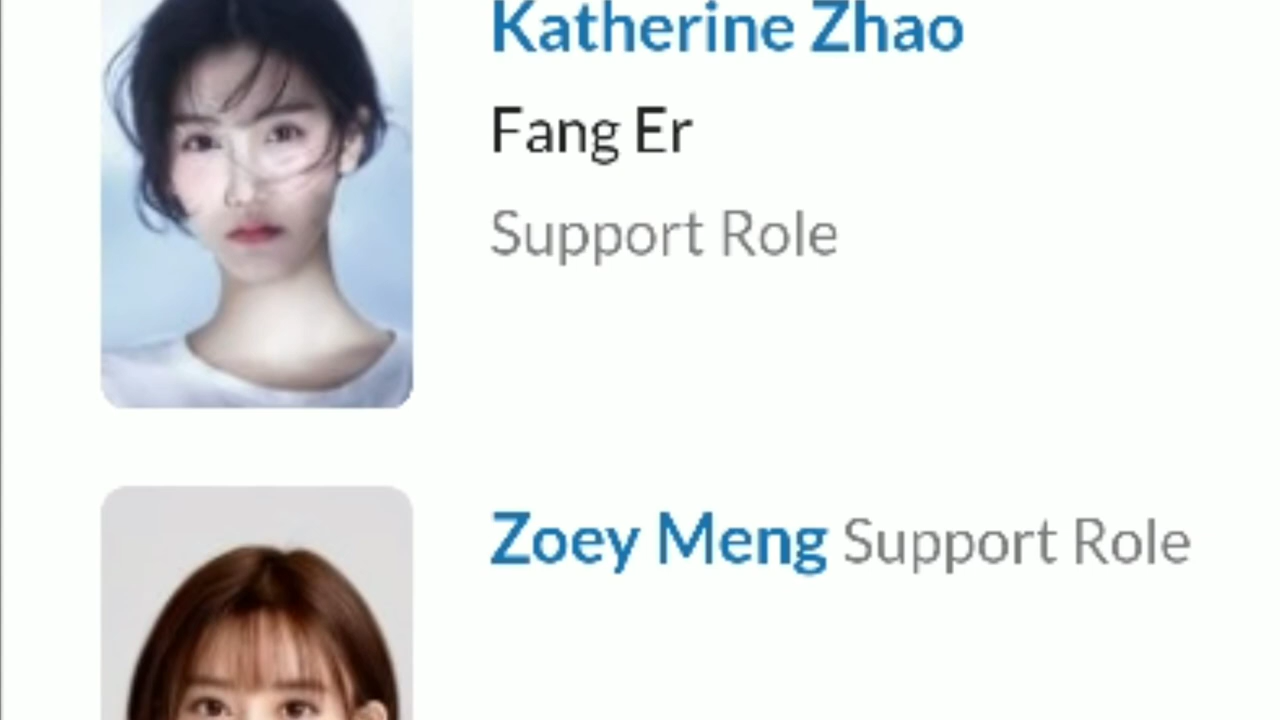 Katherine Zhao
Fang Er
Support Role
Zoey Meng Support Role